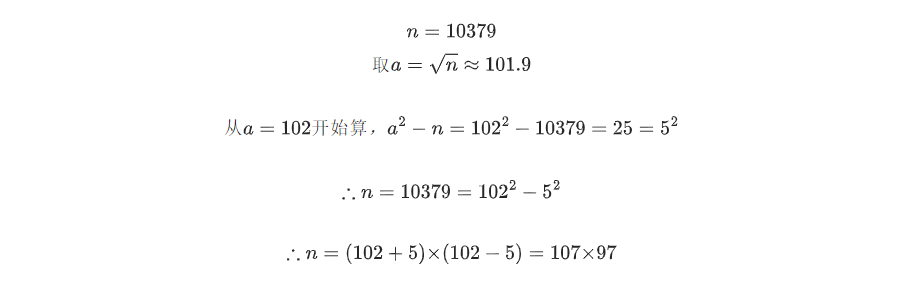 n = 10379
取a = √n ≈ 101.9
从a = 102开始算，a² − n = 102² − 10379 = 25 = 5²
∴ n = 10379 = 102² − 5²
∴ n = (102 + 5)×(102 − 5) = 107×97